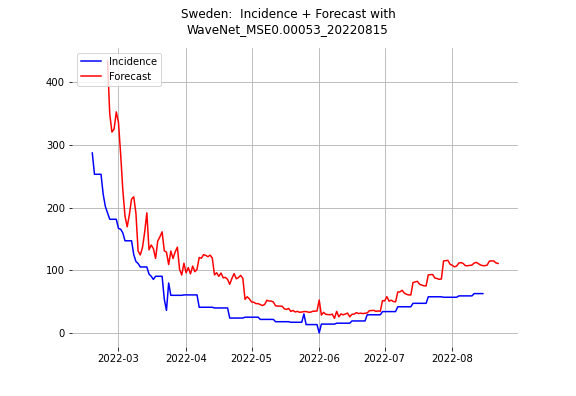 Sweden:  Incidence + Forecast with
WaveNet_MSE0.00053_20220815
Incidence
Forecast
400
300
200
100
0
2022-03 2022-04 2022-05 2022-06 2022-07 2022-08